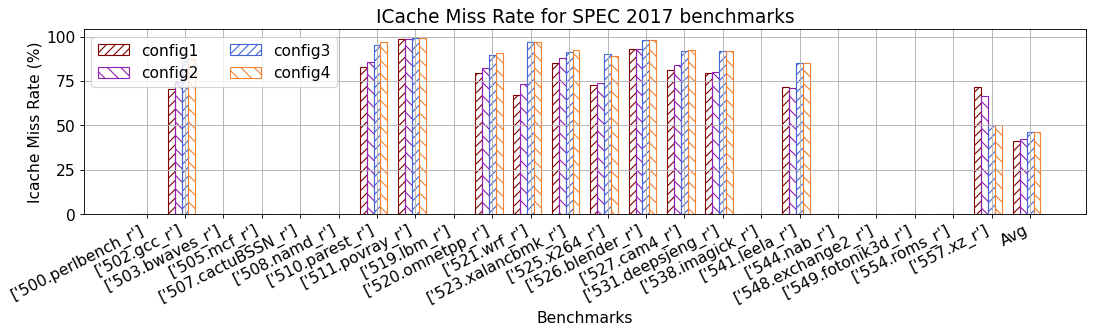 ICache Miss Rate for SPEC 2017 benchmarks
Icache Miss Rate (%)
100
75
50
25
0
config1
config2
config3
config4
['500.perlbench_r']
['502.gcc_r']
['503.bwaves_r']
['505.mcf_r']
['507.cactuBSSN_r']
['508.namd_r']
['510.parest_r']
['511.povray_r']
['519.lbm_r']
['520.omnetpp_r']
['521.wrf_r']
['523.xalancbmk_r']
['525.x264_r']
['526.blender_r']
['527.cam4_r']
['531.deepsjeng_r']
['538.imagick_r']
['541.leela_r']
['544.nab_r']
['548.exchange2_r']
['549.fotonik3d_r']
['554.roms_r']
['557.xz_r']
Avg
Benchmarks